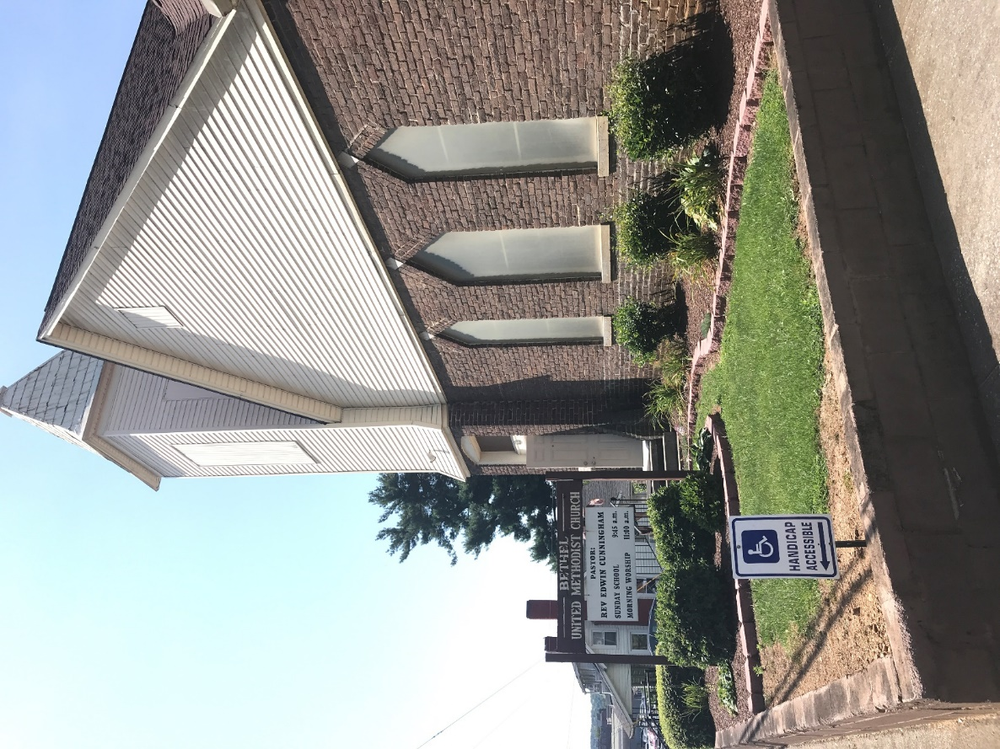 BETHEL
UNITED METHODIST CHURCH
PASTOR:
REV EDWIN CUNNINGHAM
SUNDAY SCHOOL 9:45 a.m.
MORNING WORSHIP 11:00 a.m.
HANDICAP
ACCESSIBLE